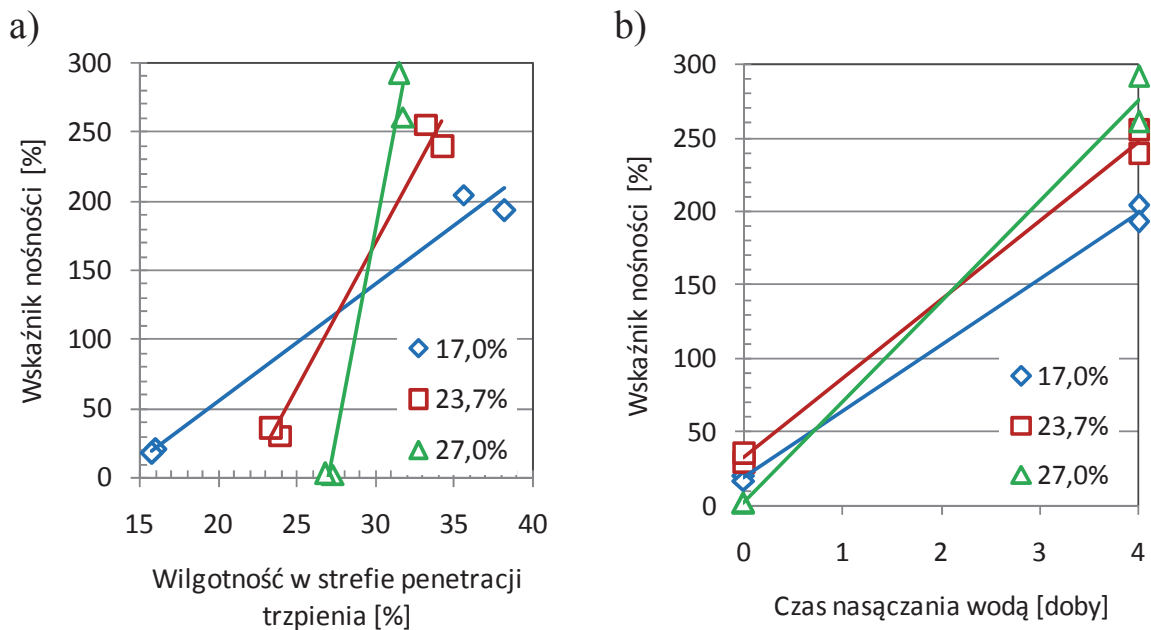 a)
Wskaźnik nośności [%]
300
250
200
150
100
50
0
17,0%
23,7%
27,0%
15 20 25 30 35 40
Wilgotność w strefie penetracji
trzpienia [%]
b)
Wskaźnik nośności [%]
300
250
200
150
100
50
0
17,0%
23,7%
27,0%
0 1 2 3 4
Czas nasączania wodą [doby]